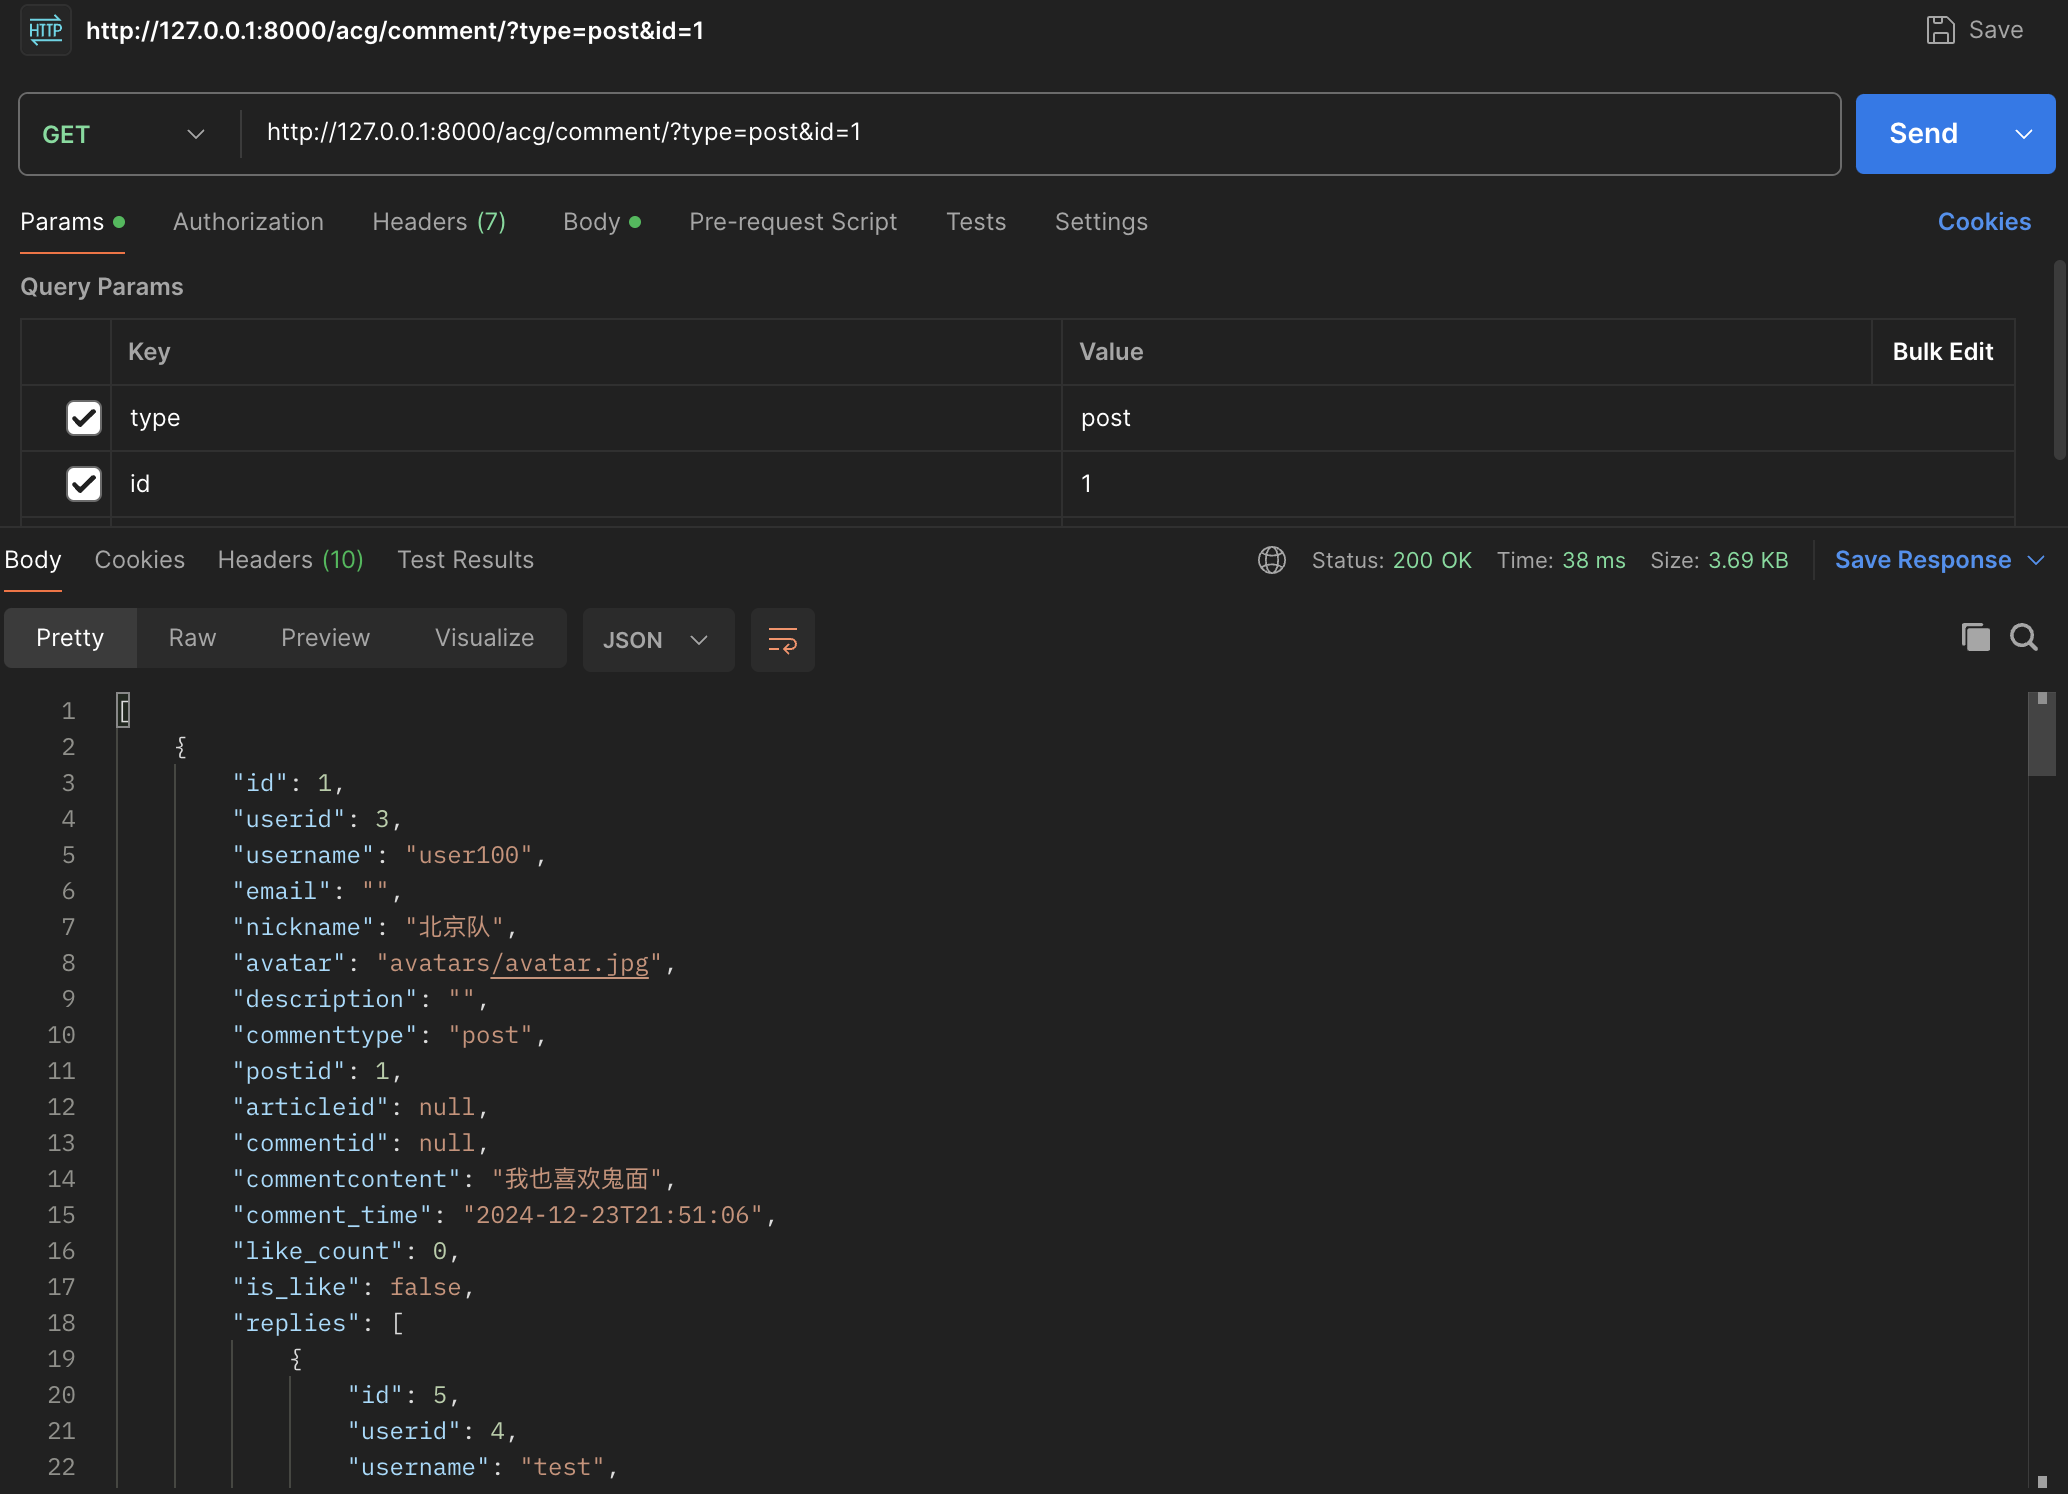 HTTP http://127.0.0.1:8000/acg/comment/?type=post&id=1 Save
GET http://127.0.0.1:8000/acg/comment/?type=post&id=1 Send
Params Authorization Headers (7) Body Pre-request Script Tests Settings Cookies
Query Params
Key Value Bulk Edit
type post
id 1
Body Cookies Headers (10) Test Results Status: 200 OK Time: 38 ms Size: 3.69 KB Save Response
Pretty Raw Preview Visualize JSON
1 [
2 {
3 "id": 1,
4 "userid": 3,
5 "username": "user100",
6 "email": "",
7 "nickname": "北京队",
8 "avatar": "avatars/avatar.jpg",
9 "description": "",
10 "commenttype": "post",
11 "postid": 1,
12 "articleid": null,
13 "commentid": null,
14 "commentcontent": "我也喜欢鬼面",
15 "comment_time": "2024-12-23T21:51:06",
16 "like_count": 0,
17 "is_like": false,
18 "replies": [
19 {
20 "id": 5,
21 "userid": 4,
22 "username": "test",